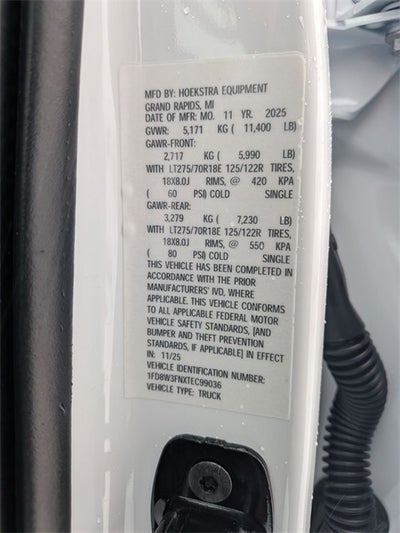 MFD BY: HOEKSTRA EQUIPMENT
GRAND RAPIDS, MI
DATE OF MFR: MO. 11 YR. 2025
GVWR: 5,171 KG ( 11,400 LB)
GAWR-FRONT:
2,717 KG ( 5,990 LB)
WITH LT275/70R18E 125/122R TIRES,
18X8.0J RIMS, @ 420 KPA
( 60 PSI) COLD SINGLE
GAWR-REAR:
3,279 KG ( 7,230 LB)
WITH LT275/70R18E 125/122R TIRES,
18X8.0J RIMS, @ 550 KPA
( 80 PSI) COLD SINGLE
THIS VEHICLE HAS BEEN COMPLETED IN
ACCORDANCE WITH THE PRIOR
MANUFACTURERS' IVD, WHERE
APPLICABLE. THIS VEHICLE CONFORMS
TO ALL APPLICABLE FEDERAL MOTOR
VEHICLE SAFETY STANDARDS, [AND
BUMPER AND THEFT PREVENTION
STANDARDS, IF APPLICABLE] IN EFFECT
IN: 11/25
VEHICLE IDENTIFICATION NUMBER:
1FD8W3FNXTEC99036
VEHICLE TYPE: TRUCK